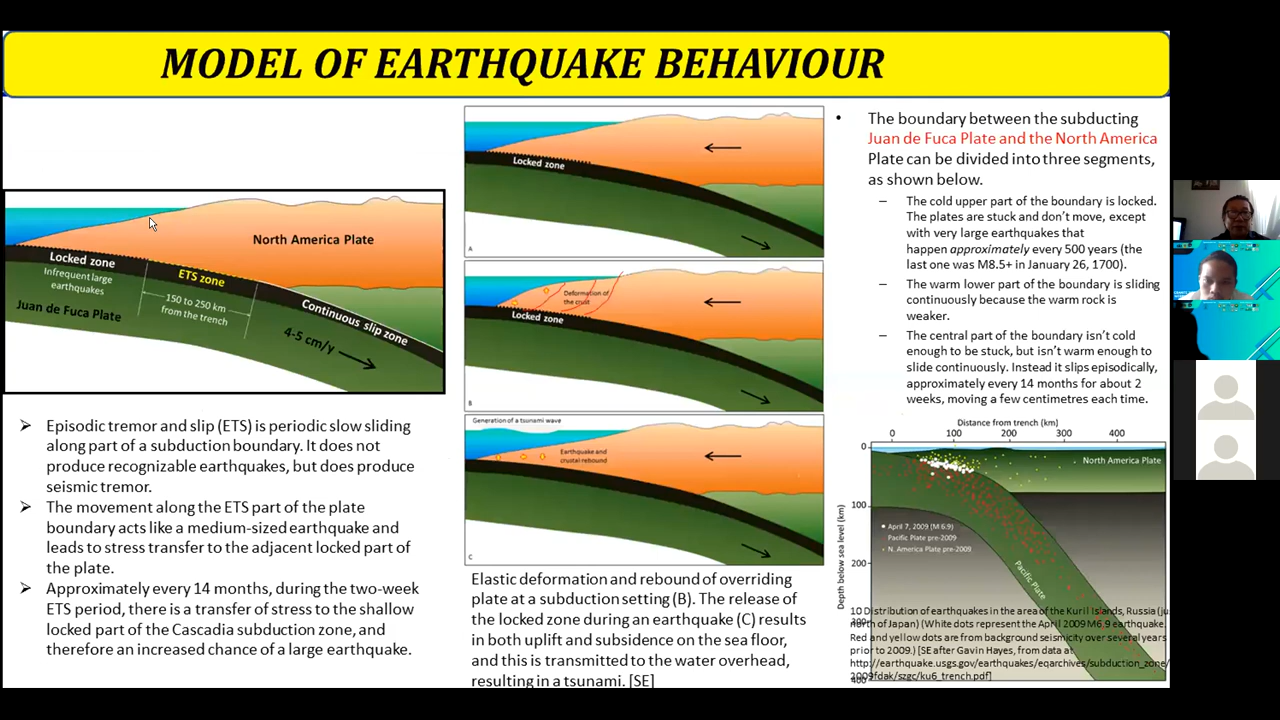 MODEL OF EARTHQUAKE BEHAVIOUR
North America Plate
Locked zone
ETS zone
Infrequent large
earthquakes
150 to 250 km
from the trench
Continuous slip zone
Juan de Fuca Plate
4-5 cm/y
Episodic tremor and slip (ETS) is periodic slow sliding
along part of a subduction boundary. It does not
produce recognizable earthquakes, but does produce
seismic tremor.
The movement along the ETS part of the plate
boundary acts like a medium-sized earthquake and
leads to stress transfer to the adjacent locked part of
the plate.
Approximately every 14 months, during the two-week
ETS period, there is a transfer of stress to the shallow
locked part of the Cascadia subduction zone, and
therefore an increased chance of a large earthquake.
Locked zone
A
Deformation of
the crust
Locked zone
B
Generation of a tsunami wave
Earthquake and
crustal rebound
C
Elastic deformation and rebound of overriding
plate at a subduction setting (B). The release of
the locked zone during an earthquake (C) results
in both uplift and subsidence on the sea floor,
and this is transmitted to the water overhead,
resulting in a tsunami. [SE]
• The boundary between the subducting
Juan de Fuca Plate and the North America
Plate can be divided into three segments,
as shown below.
– The cold upper part of the boundary is locked.
The plates are stuck and don't move, except
with very large earthquakes that
happen approximately every 500 years (the
last one was M8.5+ in January 26, 1700).
– The warm lower part of the boundary is sliding
continuously because the warm rock is
weaker.
– The central part of the boundary isn't cold
enough to be stuck, but isn't warm enough to
slide continuously. Instead it slips episodically,
approximately every 14 months for about 2
weeks, moving a few centimetres each time.
Distance from trench (km)
0 100 200 300 400
0
North America Plate
100
Depth below sea level (km)
April 7, 2009 (M 6.9)
Pacific Plate pre-2009
N. America Plate pre-2009
200
Pacific Plate
300
400
10 Distribution of earthquakes in the area of the Kuril Islands, Russia (ju
north of Japan) (White dots represent the April 2009 M6.9 earthquake.
Red and yellow dots are from background seismicity over several years
prior to 2009.) [SE after Gavin Hayes, from data at
http://earthquake.usgs.gov/earthquakes/eqarchives/subduction_zone/
2009fdak/szgc/ku6_trench.pdf]